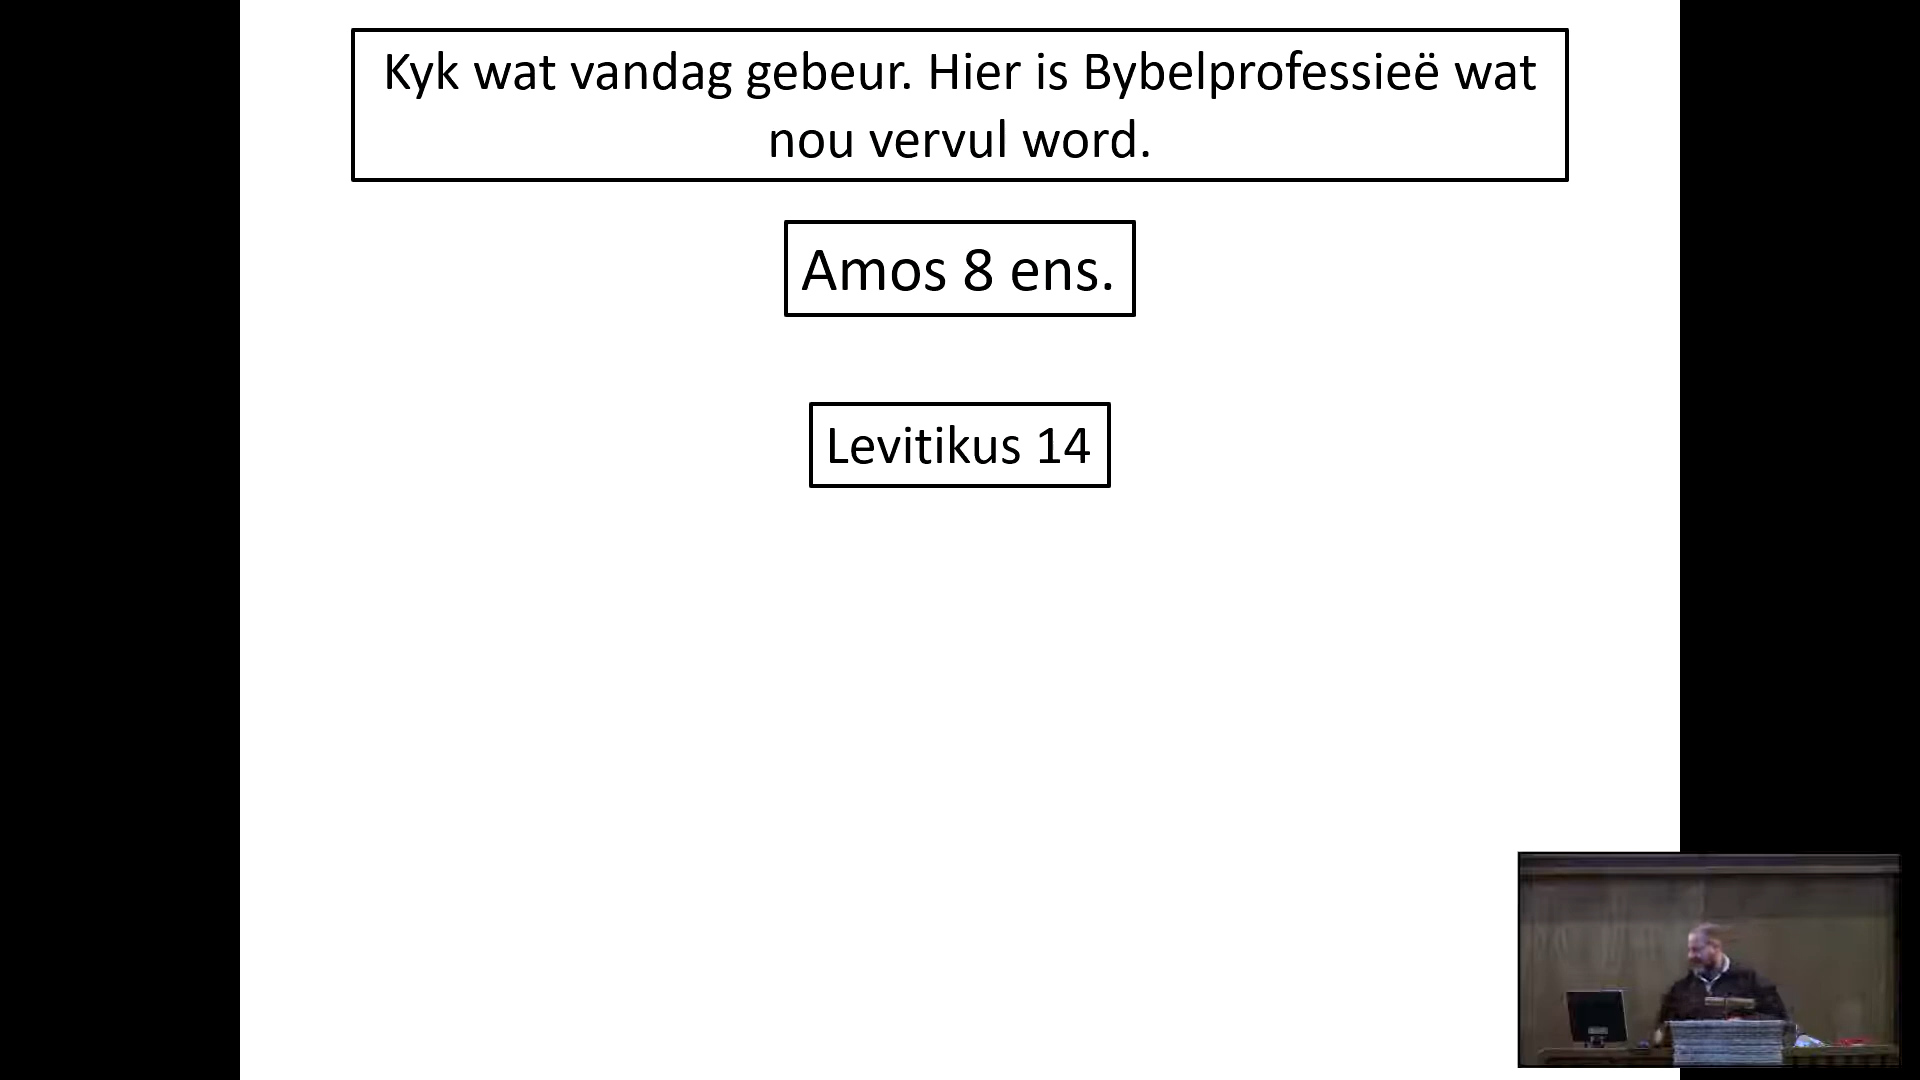 Kyk wat vandag gebeur. Hier is Bybelprofessieë wat
nou vervul word.
Amos 8 ens.
Levitikus 14